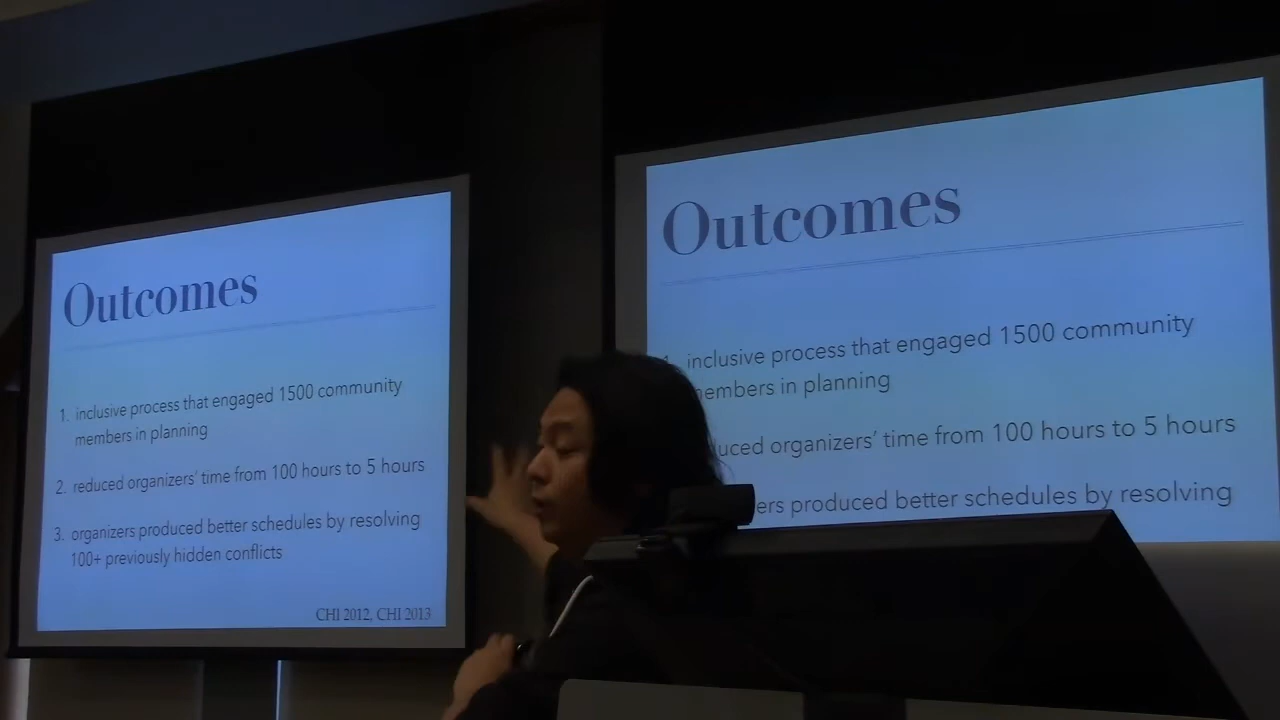 Outcomes
1. inclusive process that engaged 1500 community
members in planning
2. reduced organizers' time from 100 hours to 5 hours
3. organizers produced better schedules by resolving
100+ previously hidden conflicts
CHI 2012, CHI 2013
Outcomes
1. inclusive process that engaged 1500 community
members in planning
organizers' time from 100 hours to 5 hours
produced better schedules by resolving